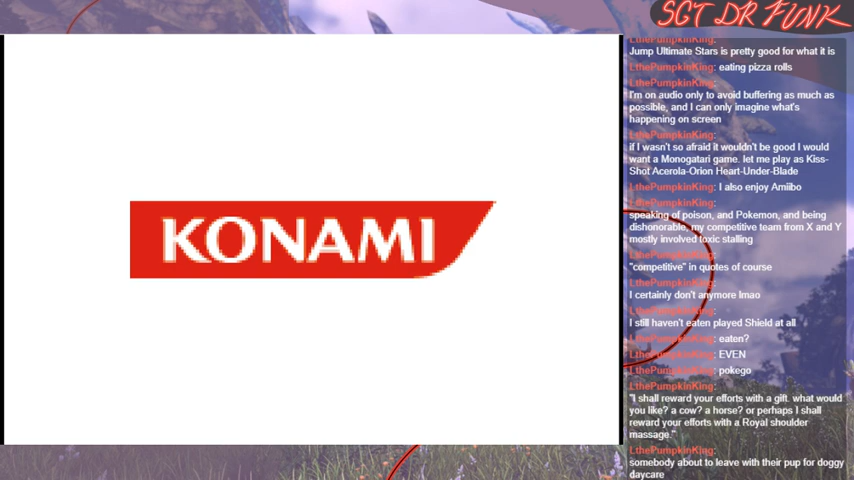 SGT DR FUNK
KONAMI
LthePumpkinKing:
Jump Ultimate Stars is pretty good for what it is
LthePumpkinKing: eating pizza rolls
LthePumpkinKing:
I'm on audio only to avoid buffering as much as
possible, and I can only imagine what's
happening on screen
LthePumpkinKing:
if I wasn't so afraid it wouldn't be good I would
want a Monogatari game. let me play as Kiss-
Shot Acerola-Orion Heart-Under-Blade
LthePumpkinKing: I also enjoy Amiibo
LthePumpkinKing:
speaking of poison, and Pokemon, and being
dishonorable, my competitive team from X and Y
mostly involved toxic stalling
LthePumpkinKing:
"competitive" in quotes of course
LthePumpkinKing:
I certainly don't anymore lmao
LthePumpkinKing:
I still haven't eaten played Shield at all
LthePumpkinKing: eaten?
LthePumpkinKing: EVEN
LthePumpkinKing: pokego
LthePumpkinKing:
"I shall reward your efforts with a gift. what would
you like? a cow? a horse? or perhaps I shall
reward your efforts with a Royal shoulder
massage."
LthePumpkinKing:
somebody about to leave with their pup for doggy
daycare